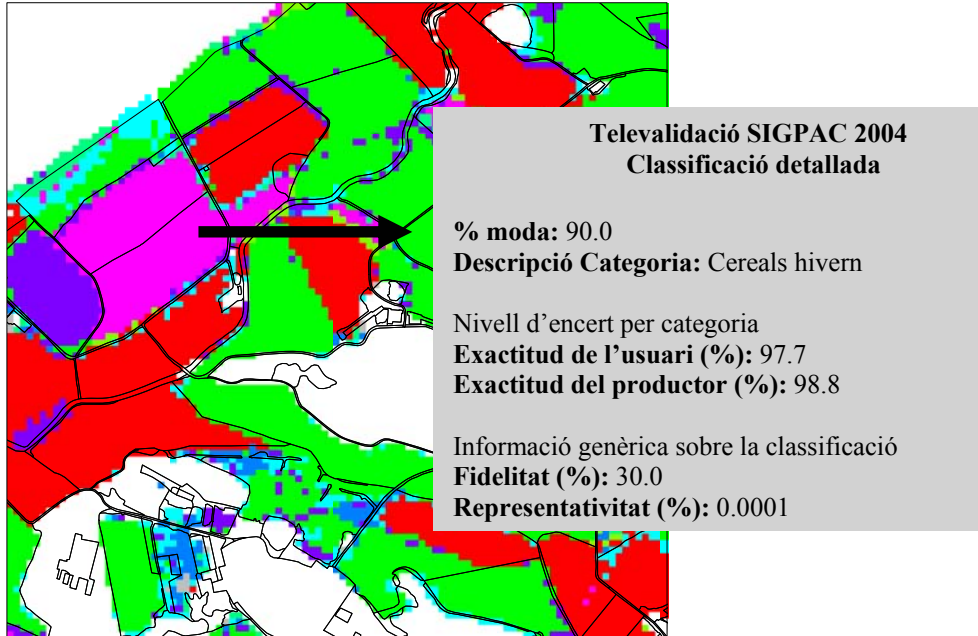 Televalidació SIGPAC 2004
Classificació detallada
% moda: 90.0
Descripció Categoria: Cereals hivern
Nivell d’encert per categoria
Exactitud de l’usuari (%): 97.7
Exactitud del productor (%): 98.8
Informació genèrica sobre la classificació
Fidelitat (%): 30.0
Representativitat (%): 0.0001